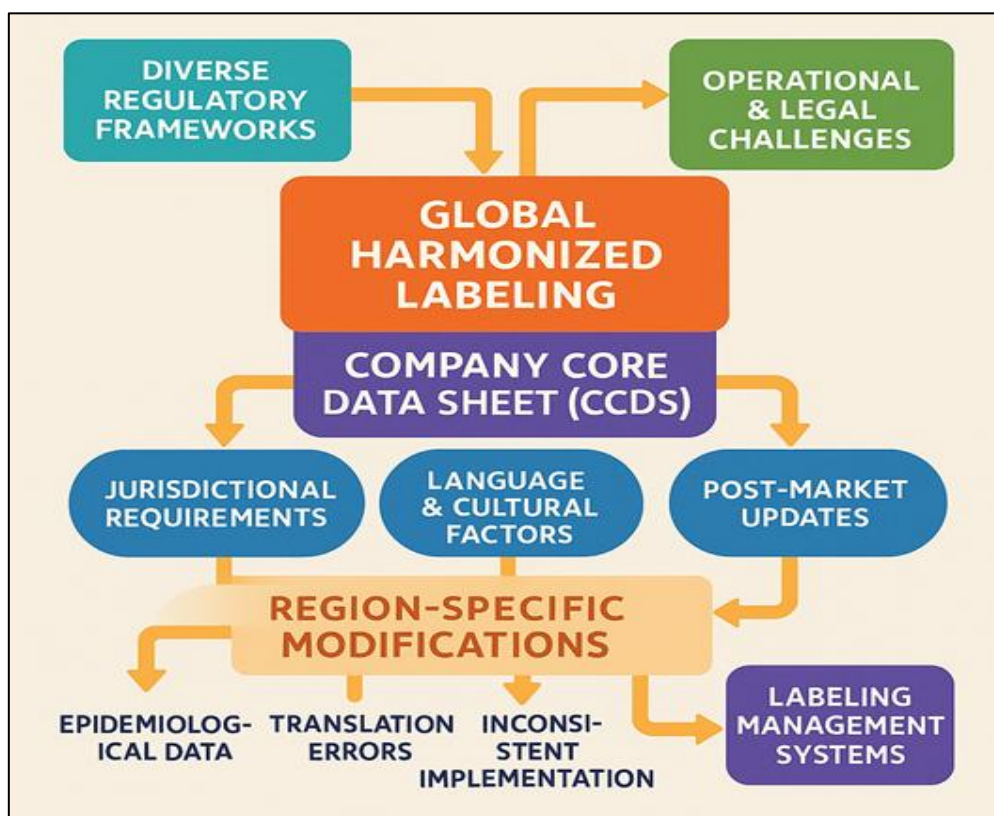 DIVERSE
REGULATORY
FRAMEWORKS
OPERATIONAL
& LEGAL
CHALLENGES
GLOBAL
HARMONIZED
LABELING
COMPANY CORE
DATA SHEET (CCDS)
JURISDICTIONAL
REQUIREMENTS
LANGUAGE
& CULTURAL
FACTORS
POST-MARKET
UPDATES
REGION-SPECIFIC
MODIFICATIONS
EPIDEMIOLOG-
ICAL DATA
TRANSLATION
ERRORS
INCONSI-
STENT
IMPLEMENTATION
LABELING
MANAGEMENT
SYSTEMS